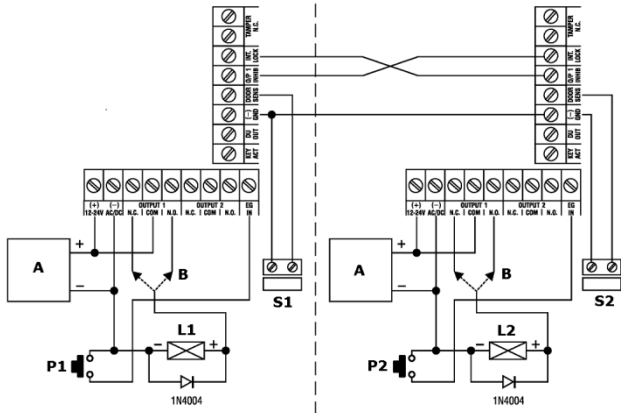 TAMPER N.C.
INT. LOCK
O/P 1 INHIB
DOOR SENS
(-) GND
DU OUT
KEY ACT
(+) 12-24V
(-) AC/DC
OUTPUT 1
N.C. COM N.O.
OUTPUT 2
N.C. COM N.O.
EG IN
A
+
−
B
S1
P1
− L1 +
1N4004
TAMPER N.C.
INT. LOCK
O/P 1 INHIB
DOOR SENS
(-) GND
DU OUT
KEY ACT
(+) 12-24V
(-) AC/DC
OUTPUT 1
N.C. COM N.O.
OUTPUT 2
N.C. COM N.O.
EG IN
A
+
−
B
S2
P2
− L2 +
1N4004